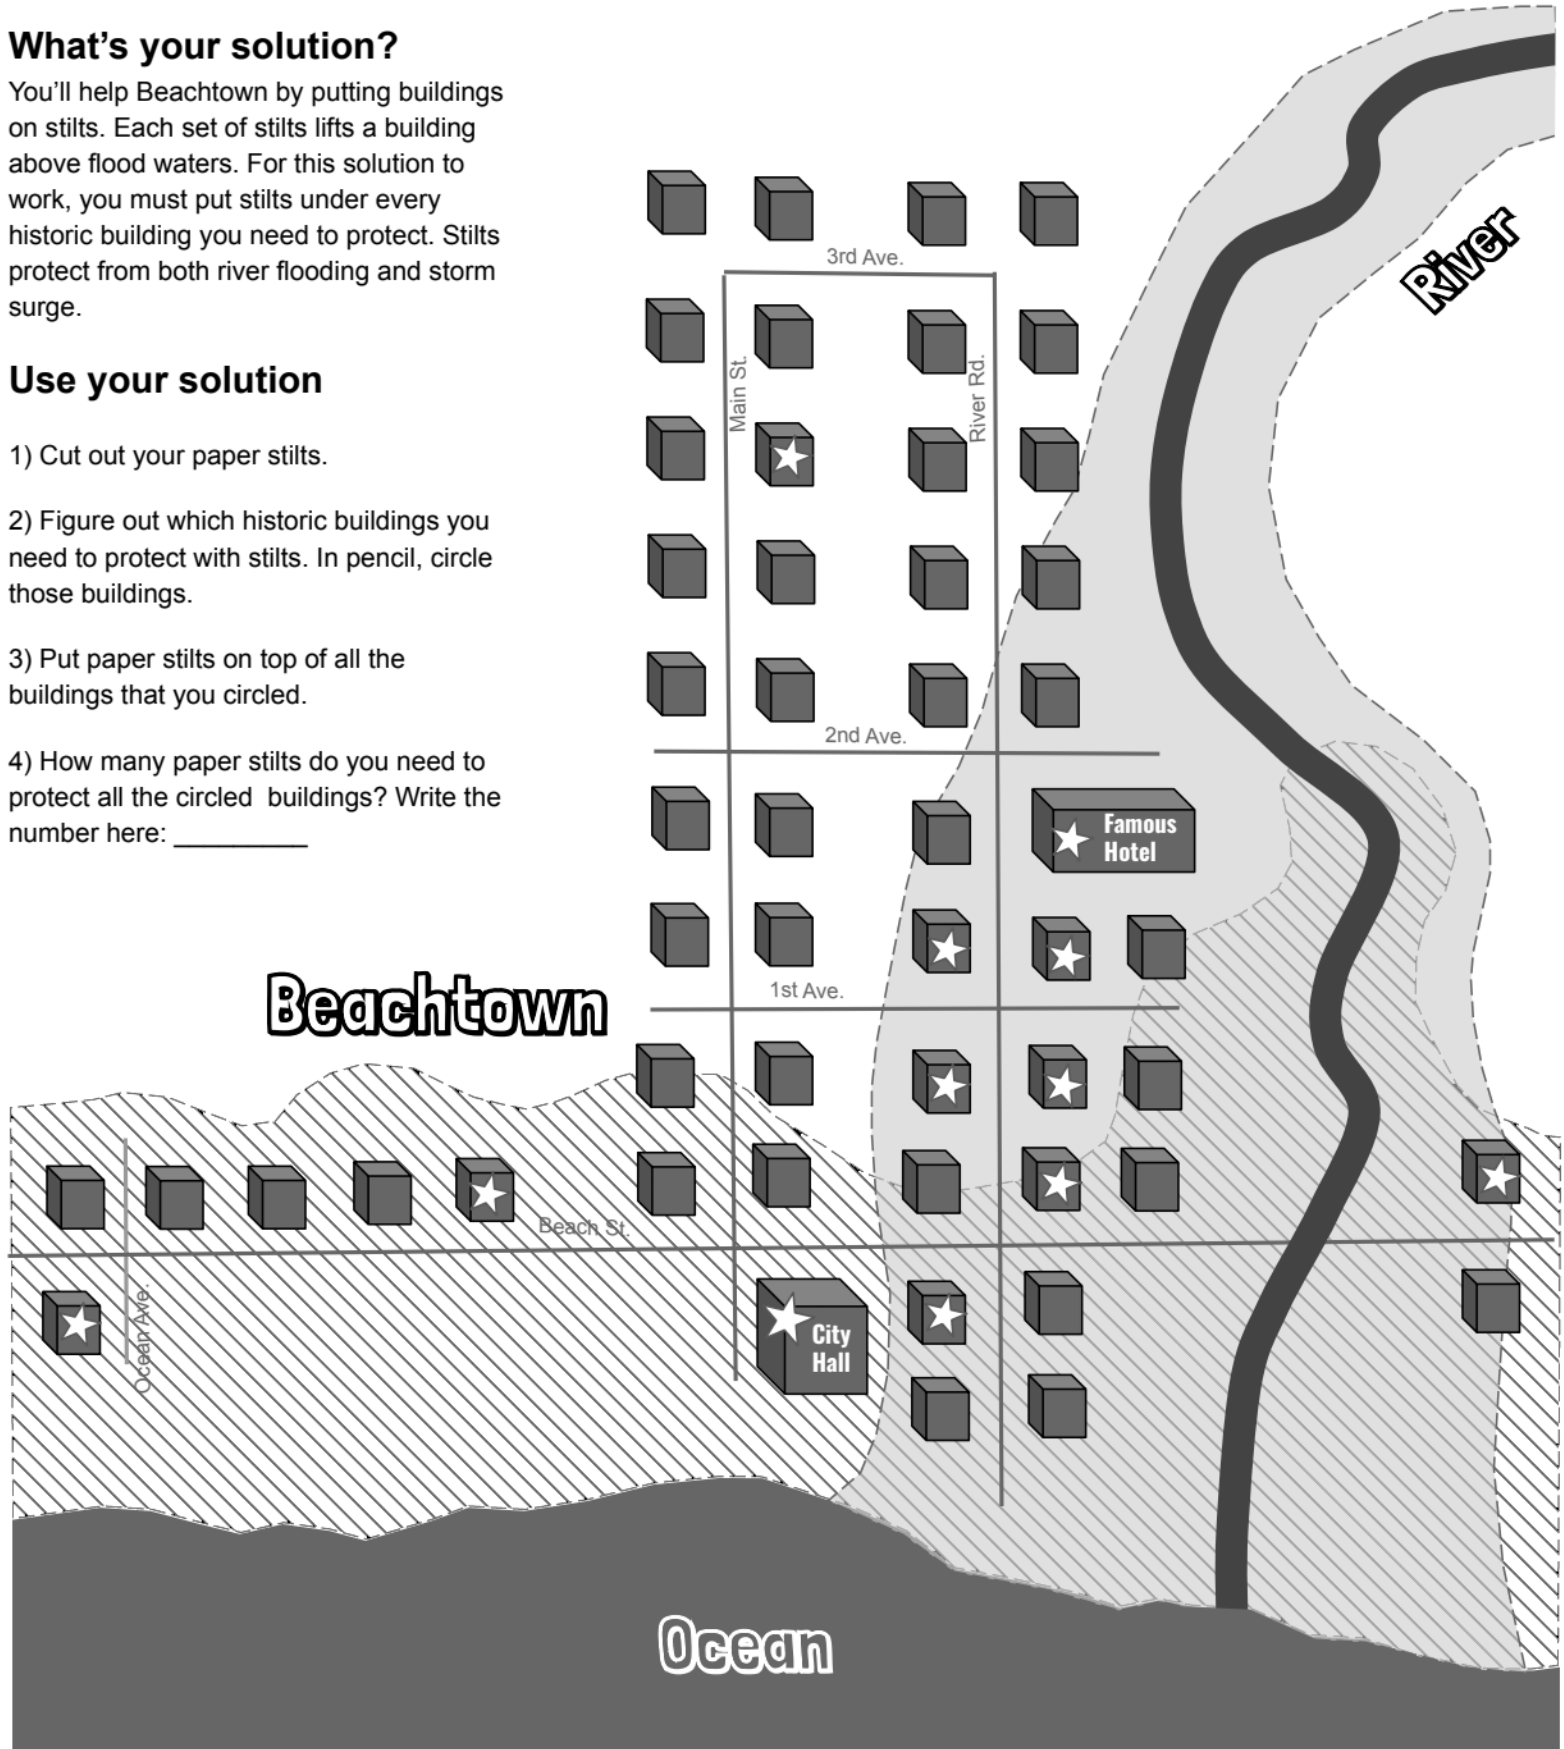 What's your solution?
You'll help Beachtown by putting buildings
on stilts. Each set of stilts lifts a building
above flood waters. For this solution to
work, you must put stilts under every
historic building you need to protect. Stilts
protect from both river flooding and storm
surge.
Use your solution
1) Cut out your paper stilts.
2) Figure out which historic buildings you
need to protect with stilts. In pencil, circle
those buildings.
3) Put paper stilts on top of all the
buildings that you circled.
4) How many paper stilts do you need to
protect all the circled  buildings? Write the
number here: _________
River
3rd Ave.
Main St.
River Rd.
2nd Ave.
Famous
Hotel
1st Ave.
Beachtown
Beach St.
Ocean Ave.
City
Hall
Ocean